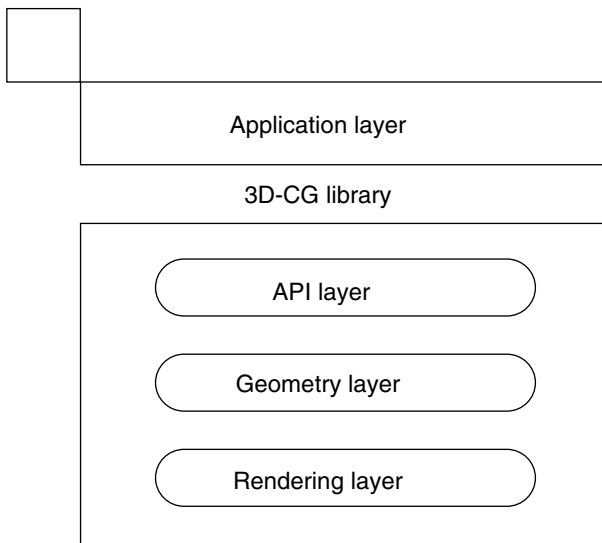 Application layer
3D-CG library
API layer
Geometry layer
Rendering layer